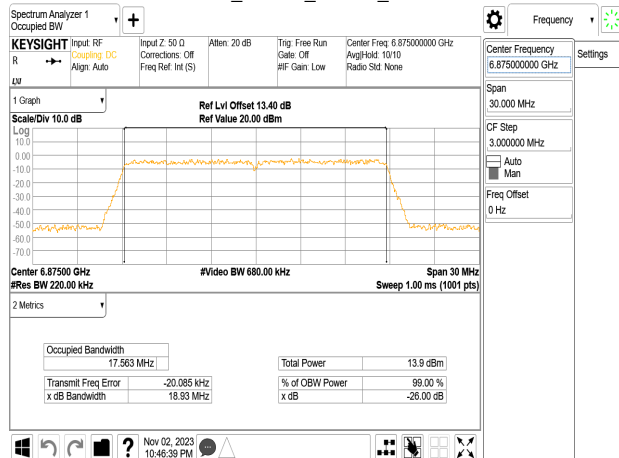 Spectrum Analyzer 1
Occupied BW
Frequency
KEYSIGHT
R
Input: RF
Coupling: DC
Align: Auto
Input Z: 50 Ω
Corrections: Off
Freq Ref: Int (S)
Atten: 20 dB
Trig: Free Run
Gate: Off
#IF Gain: Low
Center Freq: 6.875000000 GHz
Avg|Hold: 10/10
Radio Std: None
Center Frequency
6.875000000 GHz
Settings
Span
30.000 MHz
CF Step
3.000000 MHz
Auto
Man
Freq Offset
0 Hz
1 Graph
Ref Lvl Offset 13.40 dB
Scale/Div 10.0 dB
Ref Value 20.00 dBm
Log
10.0
0.00
-10.0
-20.0
-30.0
-40.0
-50.0
-60.0
-70.0
Center 6.87500 GHz
#Video BW 680.00 kHz
Span 30 MHz
#Res BW 220.00 kHz
Sweep 1.00 ms (1001 pts)
2 Metrics
Occupied Bandwidth
17.563 MHz
Total Power 13.9 dBm
Transmit Freq Error -20.085 kHz
% of OBW Power 99.00 %
x dB Bandwidth 18.93 MHz
x dB -26.00 dB
?
Nov 02, 2023
10:46:39 PM